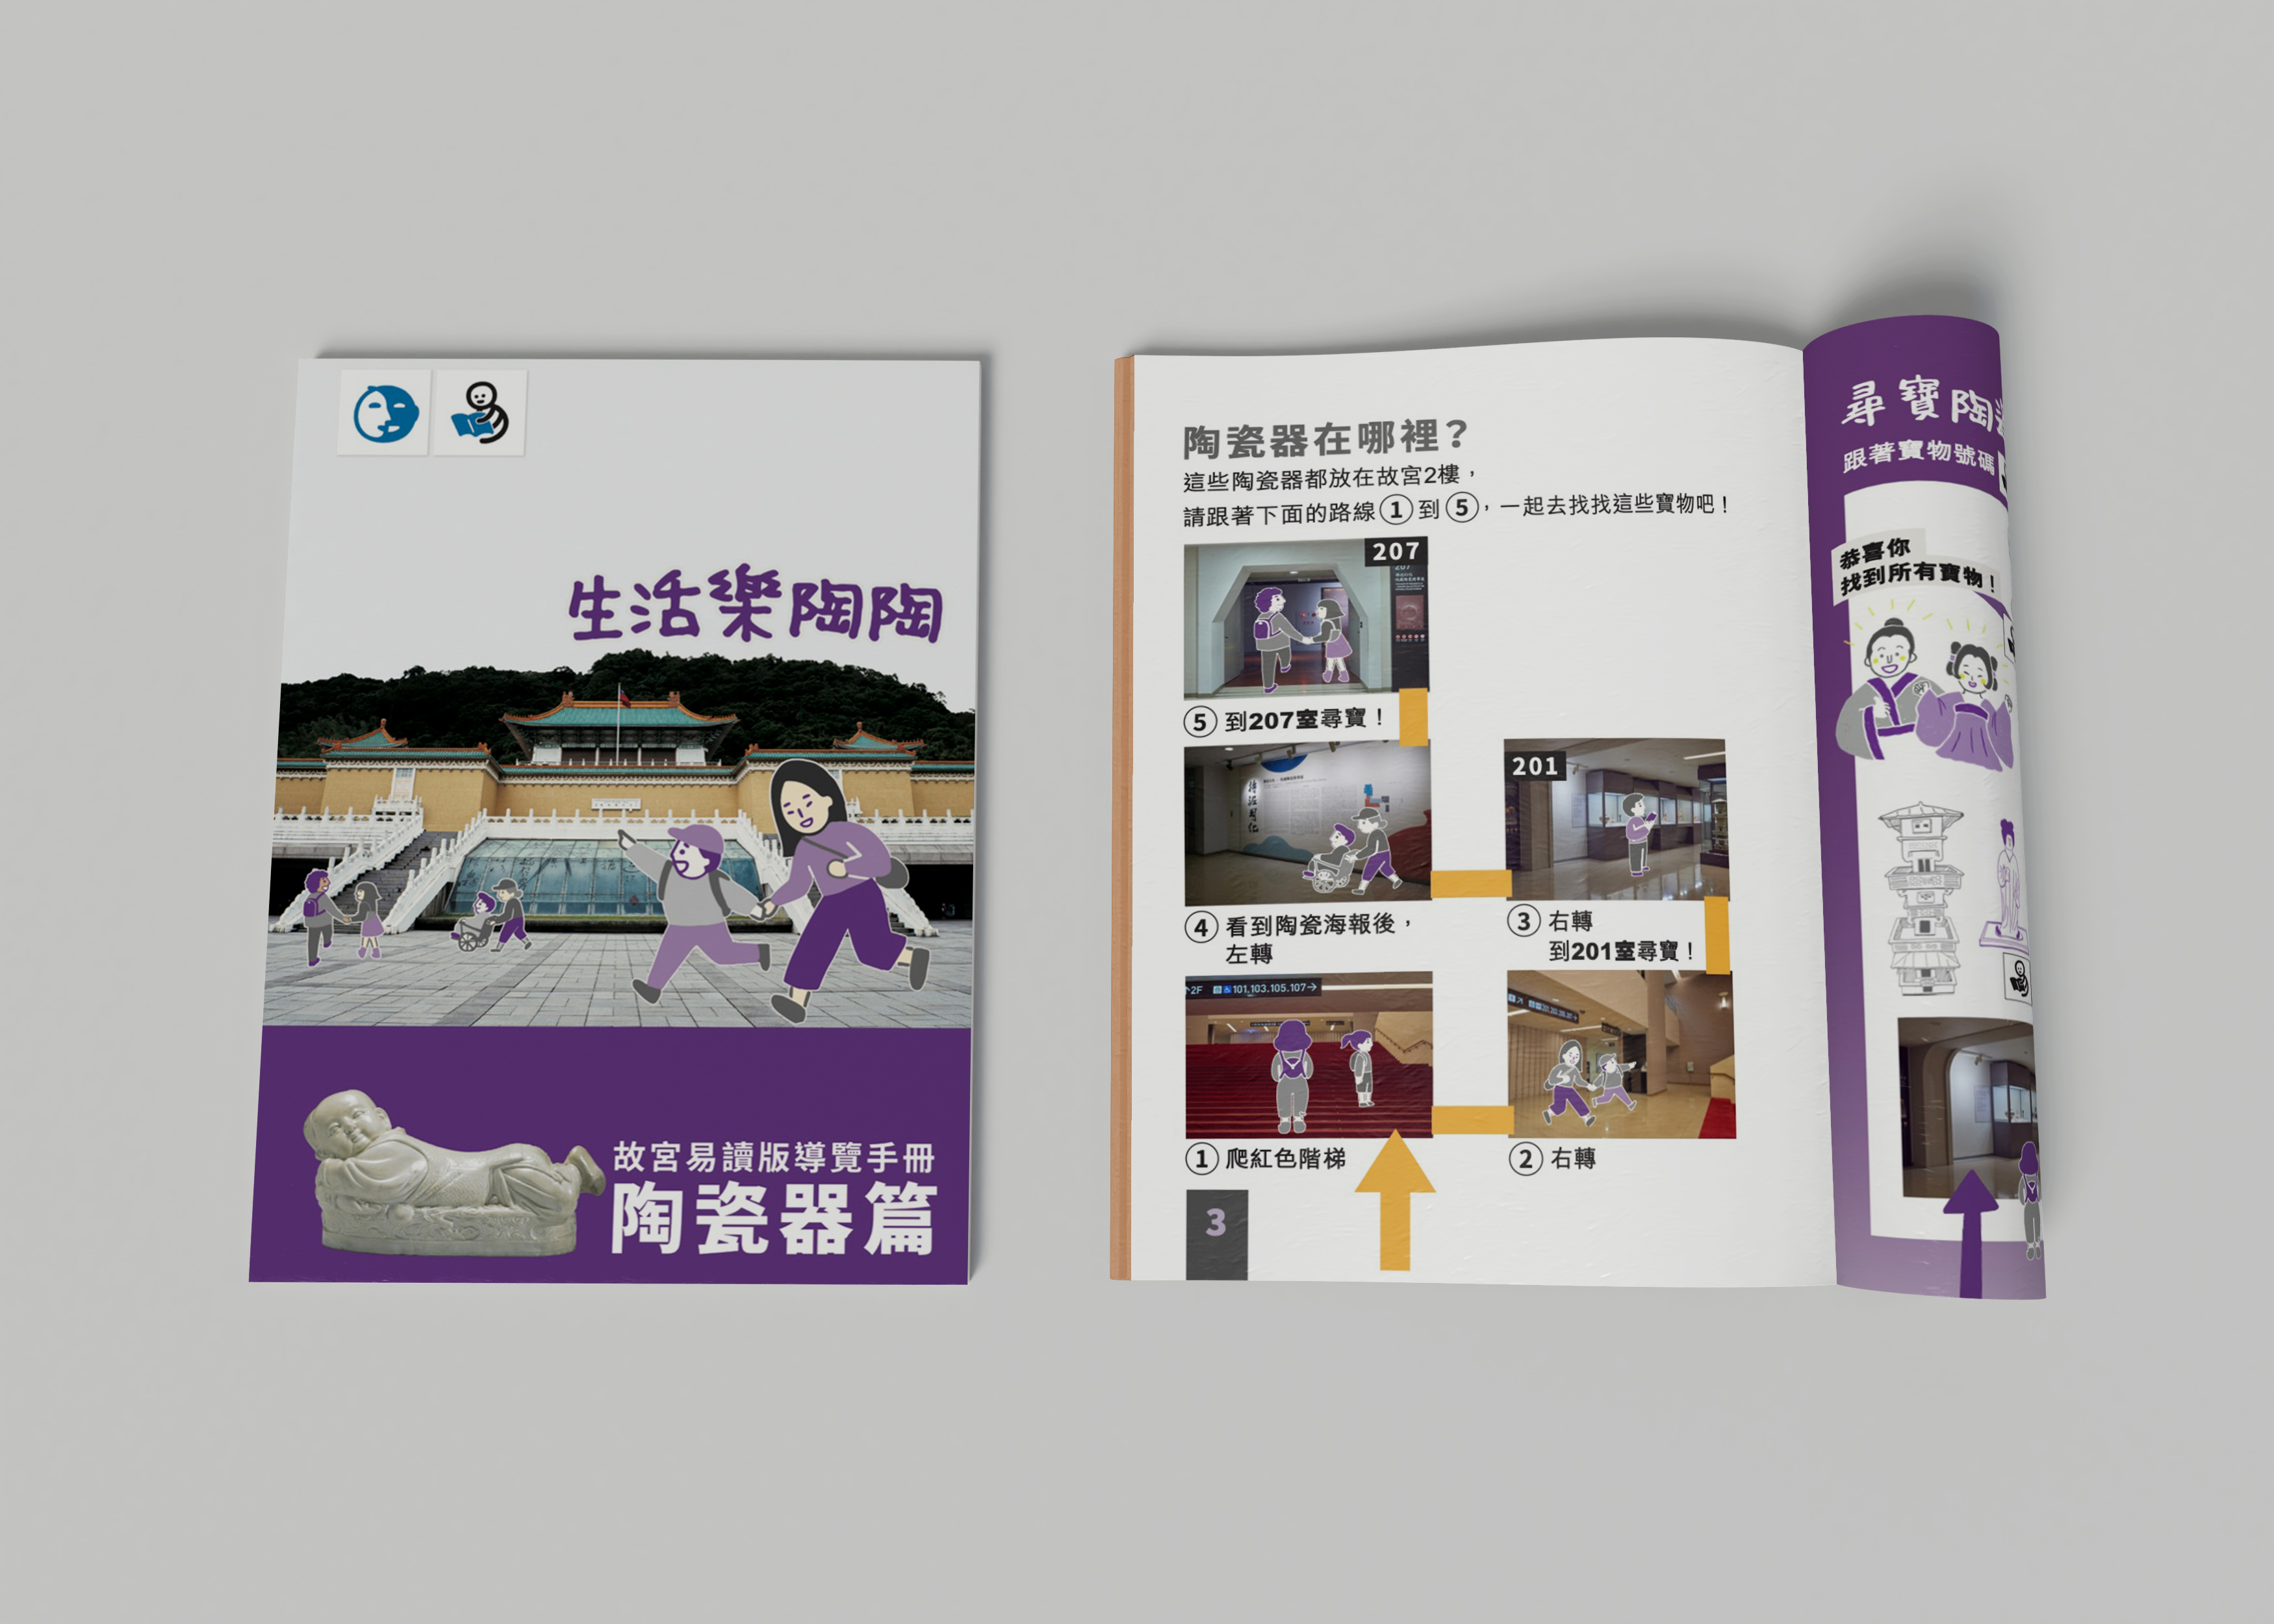 生活樂陶陶
故宮易讀版導覽手冊
陶瓷器篇
陶瓷器在哪裡？
這些陶瓷器都放在故宮2樓，
請跟著下面的路線①到⑤，一起去找找這些寶物吧！
207
207
⑤ 到207室尋寶！
201
④ 看到陶瓷海報後，
左轉
③ 右轉
到201室尋寶！
↑2F 101.103.105.107→
① 爬紅色階梯
② 右轉
3
尋寶陶
跟著寶物號碼
恭喜你
找到所有寶物！